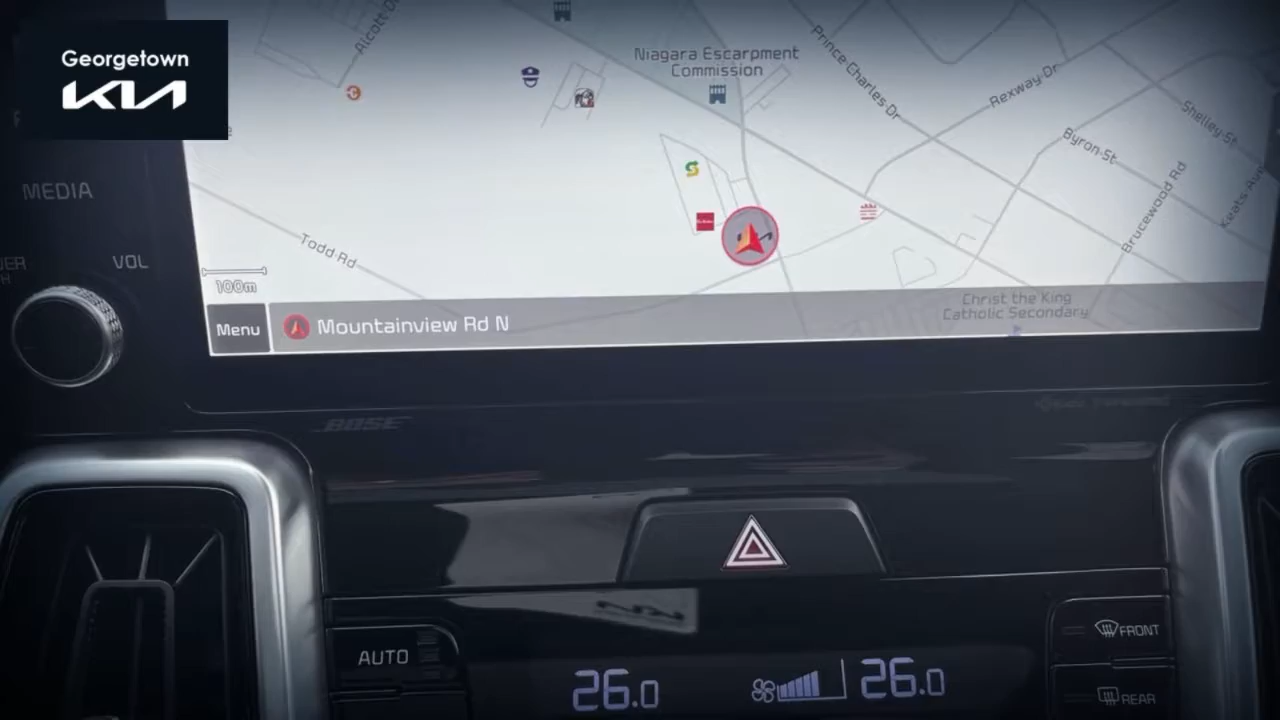 Georgetown
KIA
Alcott Dr
Niagara Escarpment
Commission
Prince Charles Dr
Rexway Dr
Shelley St
Byron St
Brucewood Rd
Keats Ave
MEDIA
VOL
Todd Rd
100m
Christ the King
Catholic Secondary
Menu
Mountainview Rd N
BOSE
AUTO
26.0
26.0
FRONT
REAR